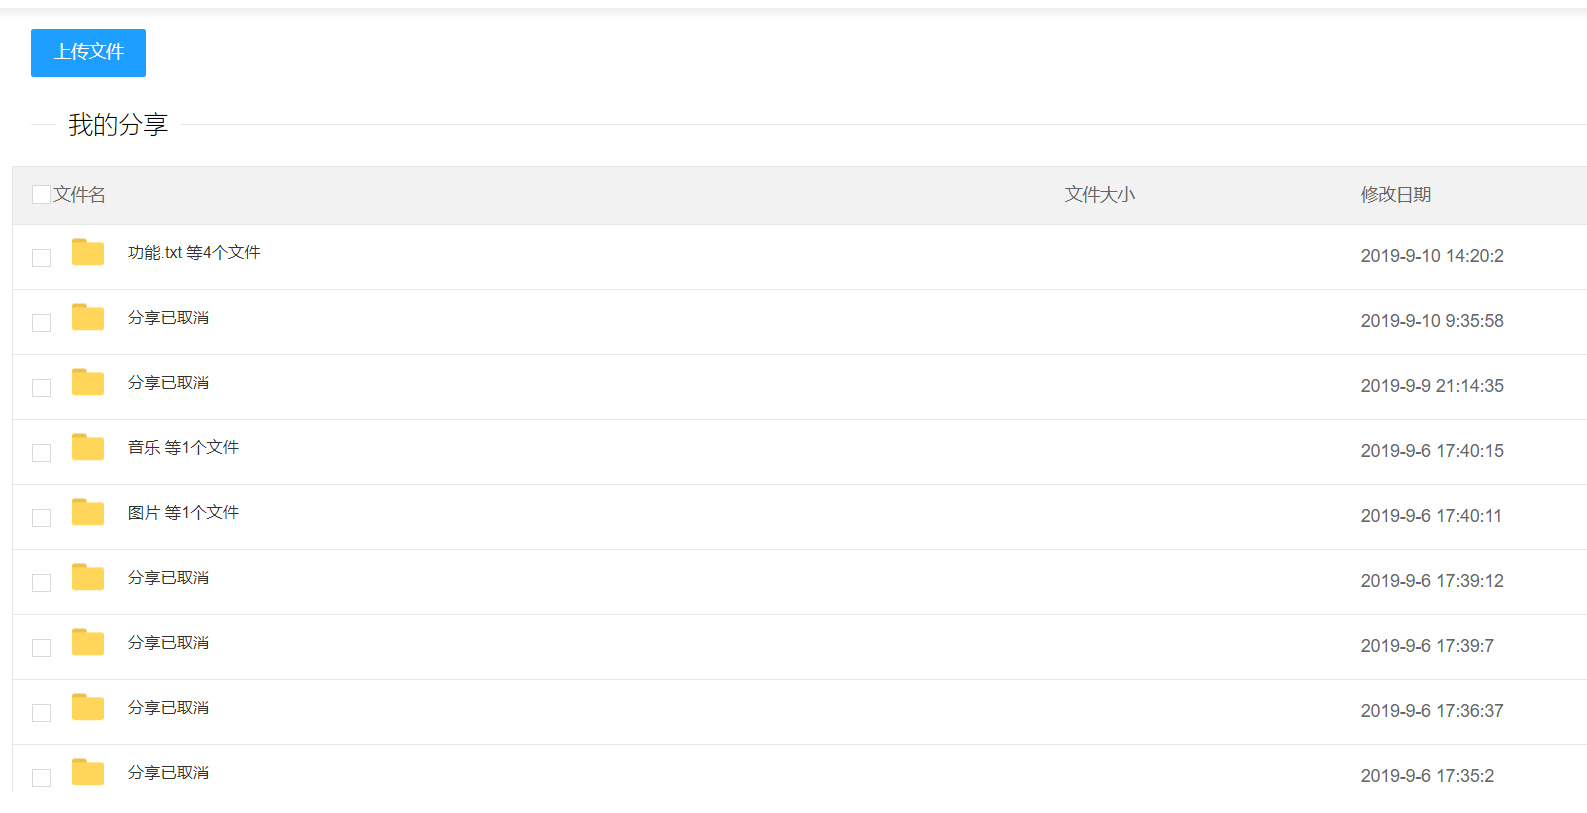 上传文件
我的分享
文件名 文件大小 修改日期
功能.txt 等4个文件 2019-9-10 14:20:2
分享已取消 2019-9-10 9:35:58
分享已取消 2019-9-9 21:14:35
音乐 等1个文件 2019-9-6 17:40:15
图片 等1个文件 2019-9-6 17:40:11
分享已取消 2019-9-6 17:39:12
分享已取消 2019-9-6 17:39:7
分享已取消 2019-9-6 17:36:37
分享已取消 2019-9-6 17:35:2